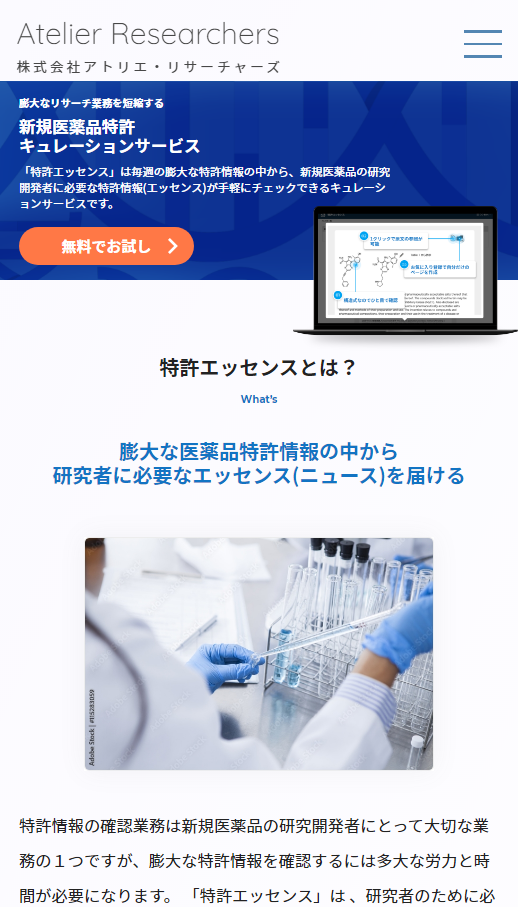 Atelier Researchers
株式会社アトリエ・リサーチャーズ
膨大なリサーチ業務を短縮する
新規医薬品特許
キュレーションサービス
「特許エッセンス」は毎週の膨大な特許情報の中から、新規医薬品の研究
開発者に必要な特許情報(エッセンス)が手軽にチェックできるキュレーシ
ョンサービスです。
無料でお試し
1クリックで原文の参照が
可能
お気に入り登録で自分だけの
ページを作成
構造式なのでひと目で確認
特許エッセンスとは？
What's
膨大な医薬品特許情報の中から
研究者に必要なエッセンス(ニュース)を届ける
Adobe Stock | #115283059
特許情報の確認業務は新規医薬品の研究開発者にとって大切な業
務の１つですが、膨大な特許情報を確認するには多大な労力と時
間が必要になります。 「特許エッセンス」は 、研究者のために必